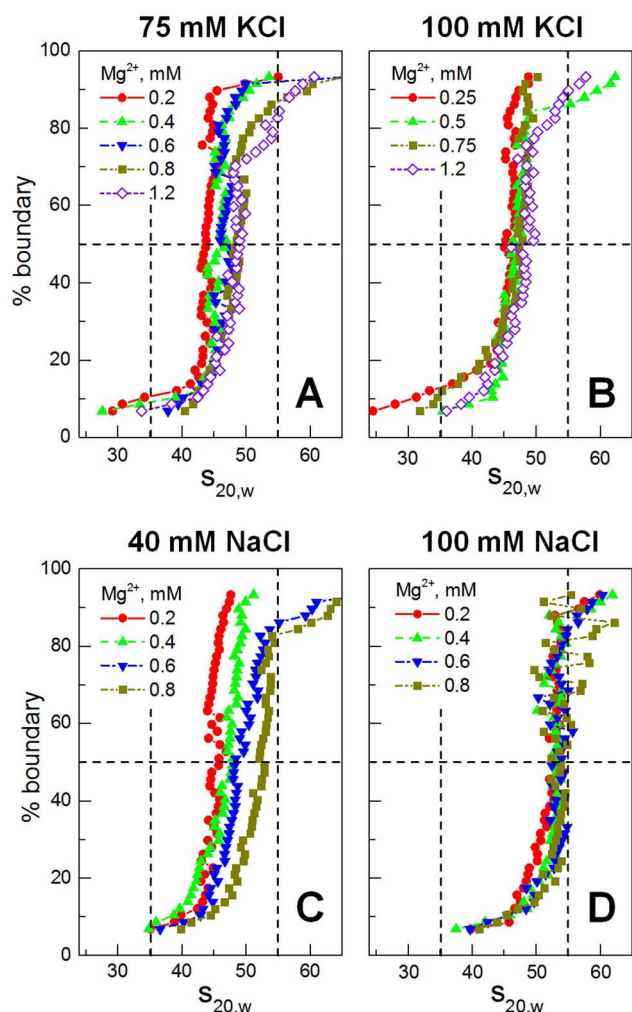 75 mM KCl
100 mM KCl
Mg2+, mM
0.2
0.4
0.6
0.8
1.2
A
Mg2+, mM
0.25
0.5
0.75
1.2
B
% boundary
100
80
60
40
20
0
30 40 50 60
30 40 50 60
S20,w
S20,w
40 mM NaCl
100 mM NaCl
Mg2+, mM
0.2
0.4
0.6
0.8
C
Mg2+, mM
0.2
0.4
0.6
0.8
D
% boundary
100
80
60
40
20
0
30 40 50 60
30 40 50 60
S20,w
S20,w